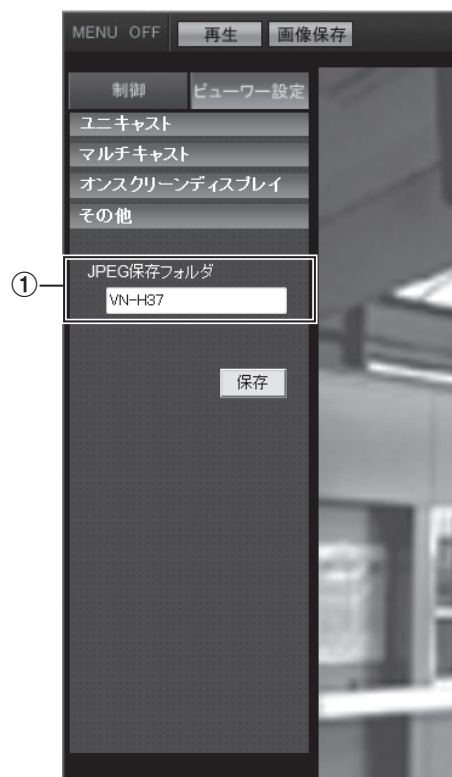 MENU OFF 再生 画像保存
制御 ビューワー設定
ユニキャスト
マルチキャスト
オンスクリーンディスプレイ
その他
① JPEG保存フォルダ
VN-H37
保存